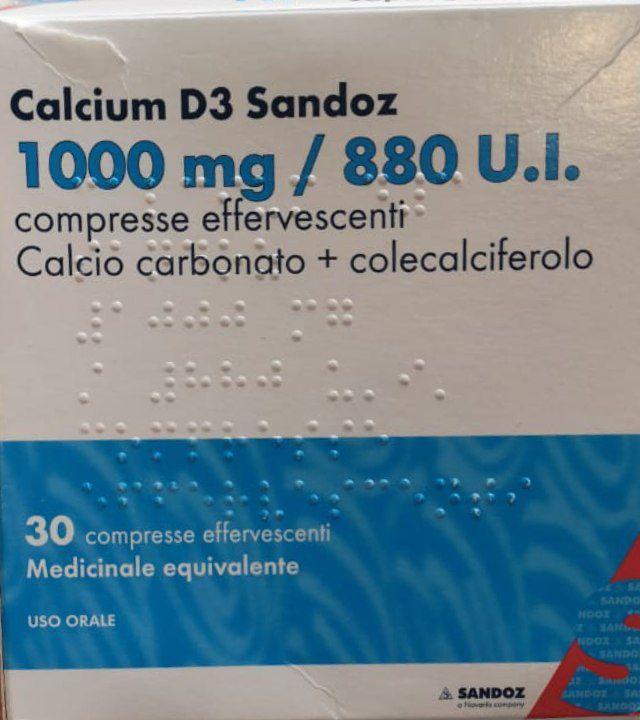 Calcium D3 Sandoz
1000 mg / 880 U.I.
compresse effervescenti
Calcio carbonato + colecalciferolo
30 compresse effervescenti
Medicinale equivalente
USO ORALE
SANDOZ
a Novartis company